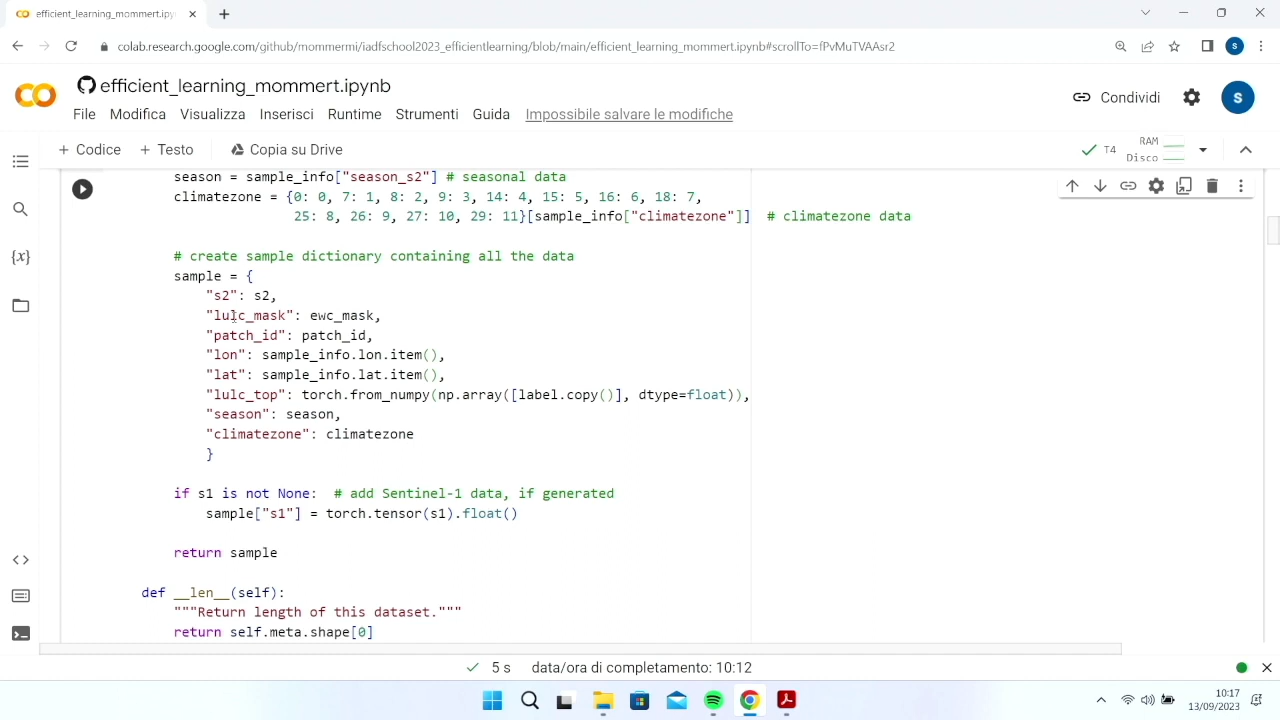 efficient_learning_mommert.ipy
colab.research.google.com/github/mommermi/iadfschool2023_efficientlearning/blob/main/efficient_learning_mommert.ipynb#scrollTo=fPvMuTVAAsr2
S
efficient_learning_mommert.ipynb
File Modifica Visualizza Inserisci Runtime Strumenti Guida Impossibile salvare le modifiche
Condividi
S
+ Codice + Testo Copia su Drive
T4 RAM
Disco
season = sample_info["season_s2"] # seasonal data
climatezone = {0: 0, 7: 1, 8: 2, 9: 3, 14: 4, 15: 5, 16: 6, 18: 7,
25: 8, 26: 9, 27: 10, 29: 11}[sample_info["climatezone"]] # climatezone data
# create sample dictionary containing all the data
sample = {
"s2": s2,
"lulc_mask": ewc_mask,
"patch_id": patch_id,
"lon": sample_info.lon.item(),
"lat": sample_info.lat.item(),
"lulc_top": torch.from_numpy(np.array([label.copy()], dtype=float)),
"season": season,
"climatezone": climatezone
}
if s1 is not None: # add Sentinel-1 data, if generated
sample["s1"] = torch.tensor(s1).float()
return sample
def __len__(self):
"""Return length of this dataset."""
return self.meta.shape[0]
{x}
<>
5 s data/ora di completamento: 10:12
10:17
13/09/2023